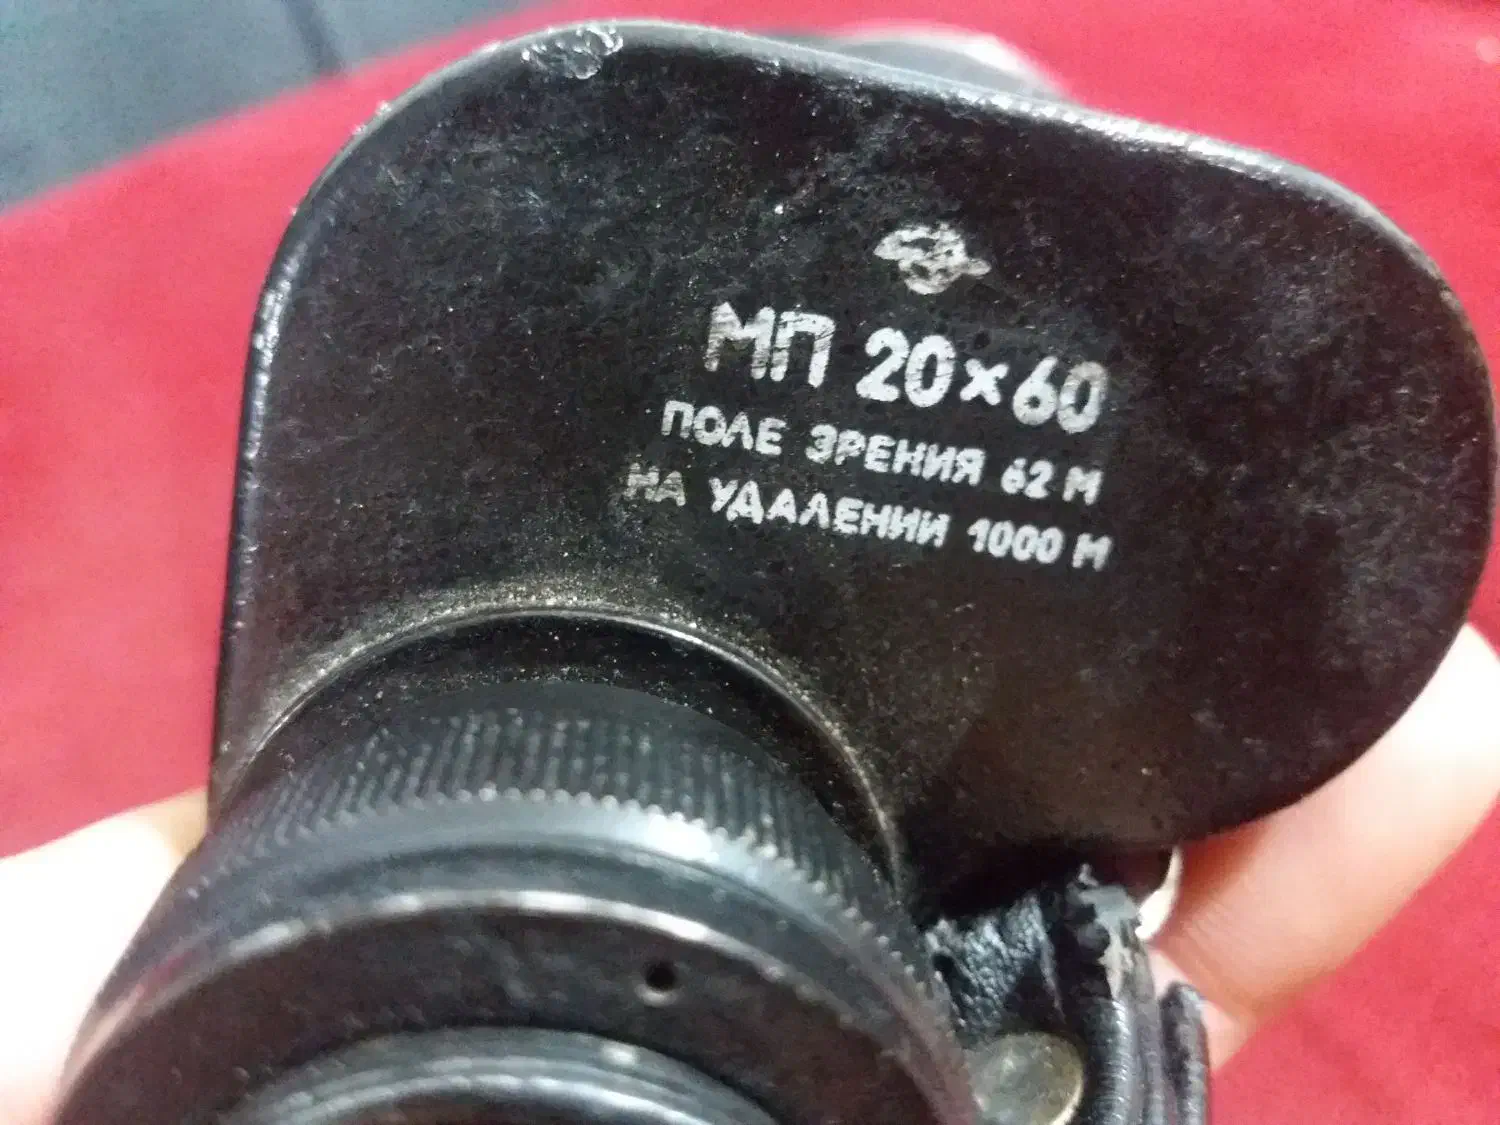 МП 20×60
ПОЛЕ ЗРЕНИЯ 62 М
НА УДАЛЕНИИ 1000 М